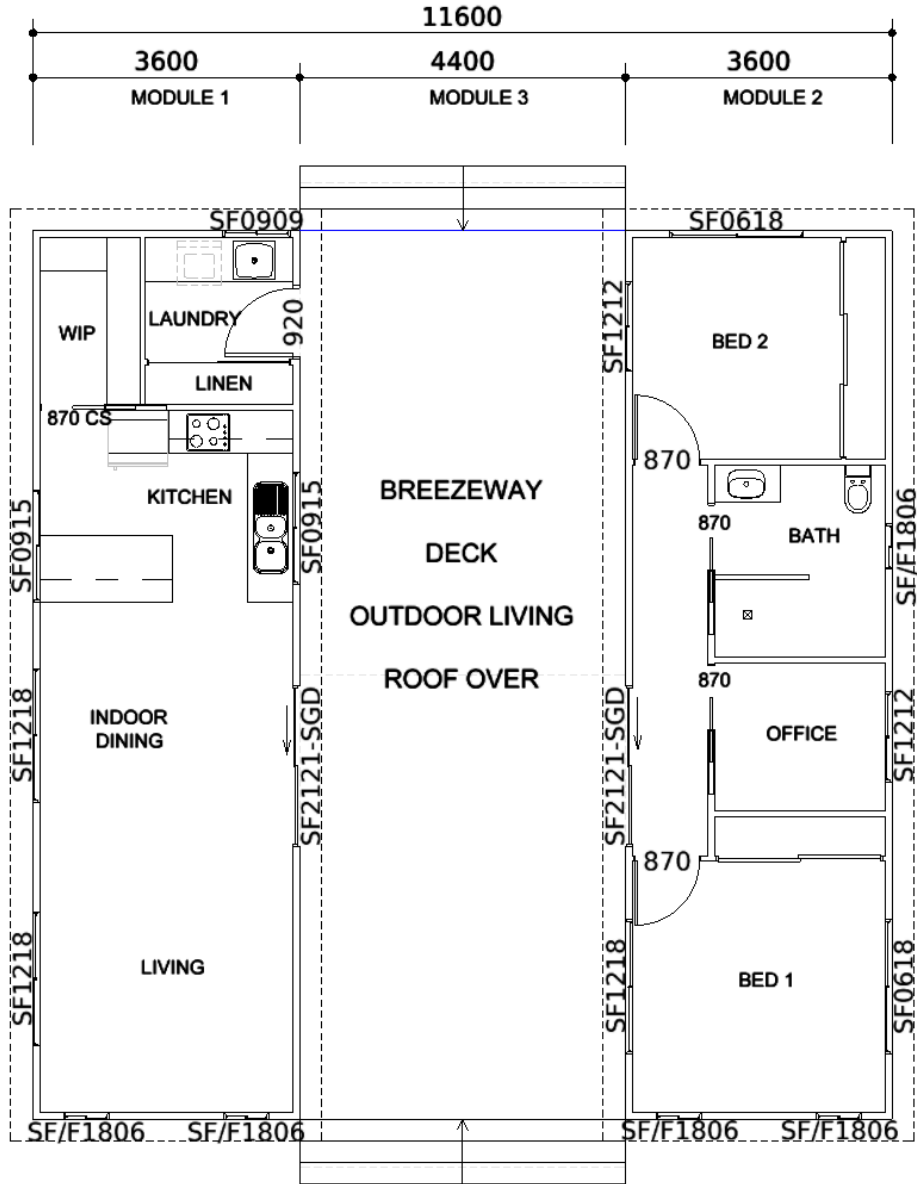 11600
3600
4400
3600
MODULE 1
MODULE 3
MODULE 2
SF0909
SF0618
WIP
LAUNDRY
920
SF1212
BED 2
LINEN
870 CS
870
KITCHEN
SF0915
SF0915
BREEZEWAY
DECK
OUTDOOR LIVING
ROOF OVER
870
BATH
SF/F1806
870
INDOOR
DINING
SF1218
SF2121-SGD
SF2121-SGD
OFFICE
SF1212
870
LIVING
SF1218
SF1218
BED 1
SF0618
SF/F1806
SF/F1806
SF/F1806
SF/F1806